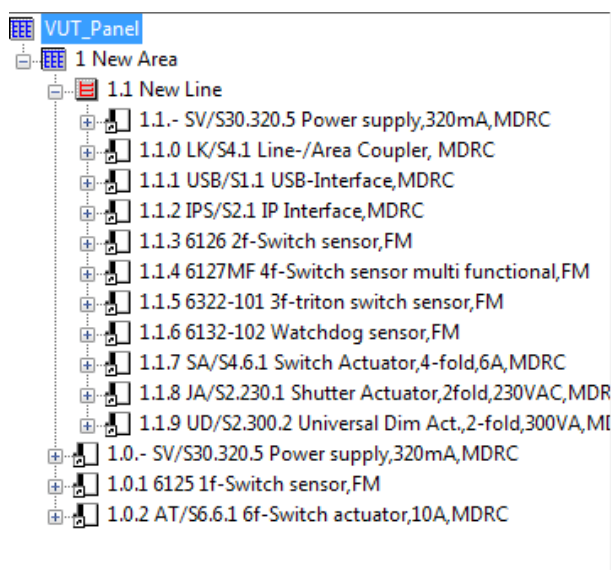 VUT_Panel
1 New Area
1.1 New Line
1.1.- SV/S30.320.5 Power supply,320mA,MDRC
1.1.0 LK/S4.1 Line-/Area Coupler, MDRC
1.1.1 USB/S1.1 USB-Interface,MDRC
1.1.2 IPS/S2.1 IP Interface,MDRC
1.1.3 6126 2f-Switch sensor,FM
1.1.4 6127MF 4f-Switch sensor multi functional,FM
1.1.5 6322-101 3f-triton switch sensor,FM
1.1.6 6132-102 Watchdog sensor,FM
1.1.7 SA/S4.6.1 Switch Actuator,4-fold,6A,MDRC
1.1.8 JA/S2.230.1 Shutter Actuator,2fold,230VAC,MDR
1.1.9 UD/S2.300.2 Universal Dim Act.,2-fold,300VA,M
1.0.- SV/S30.320.5 Power supply,320mA,MDRC
1.0.1 6125 1f-Switch sensor,FM
1.0.2 AT/S6.6.1 6f-Switch actuator,10A,MDRC